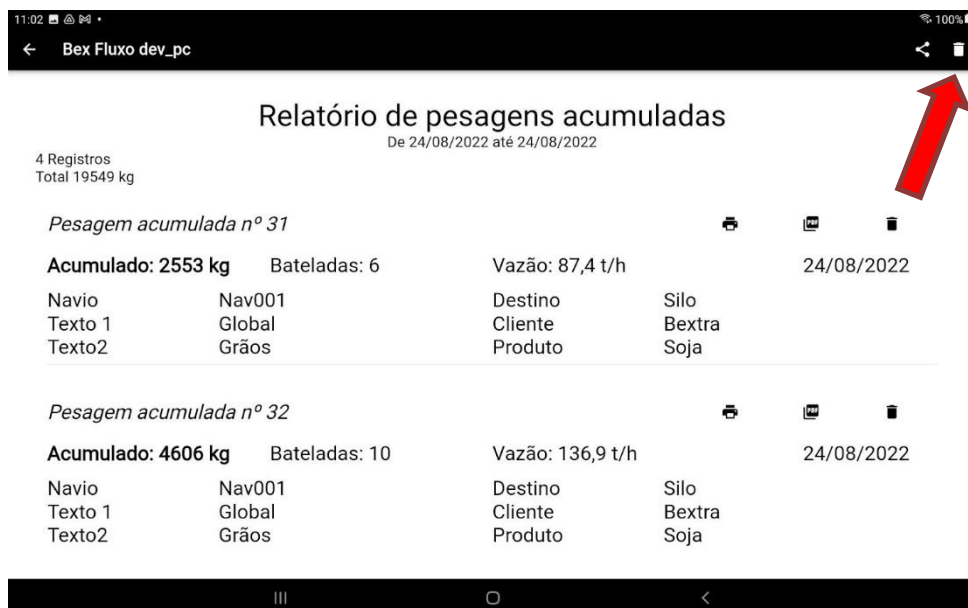 11:02 100%
Bex Fluxo dev_pc
Relatório de pesagens acumuladas
De 24/08/2022 até 24/08/2022
4 Registros
Total 19549 kg
Pesagem acumulada nº 31 PDF
Acumulado: 2553 kg Bateladas: 6 Vazão: 87,4 t/h 24/08/2022
Navio Nav001 Destino Silo
Texto 1 Global Cliente Bextra
Texto2 Grãos Produto Soja
Pesagem acumulada nº 32 PDF
Acumulado: 4606 kg Bateladas: 10 Vazão: 136,9 t/h 24/08/2022
Navio Nav001 Destino Silo
Texto 1 Global Cliente Bextra
Texto2 Grãos Produto Soja